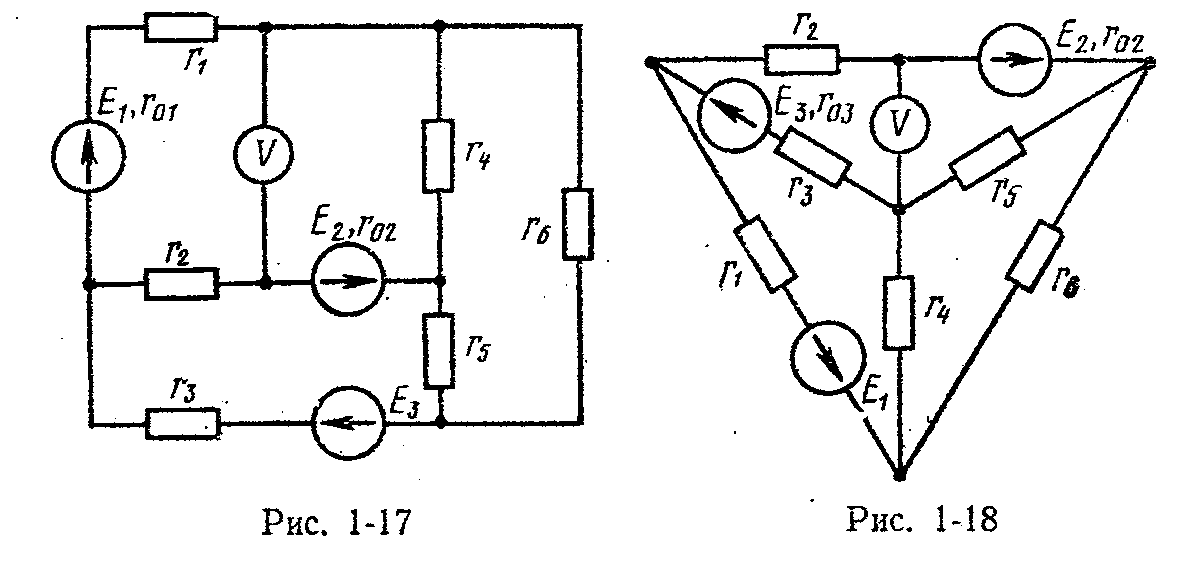 r1
E1, r01
V
r4
r2
E2, r02
r6
r3
E3
r5
Рис. 1-17
r2
E2, r02
E3, r03
V
r3
r5
r1
r4
r6
E1
Рис. 1-18